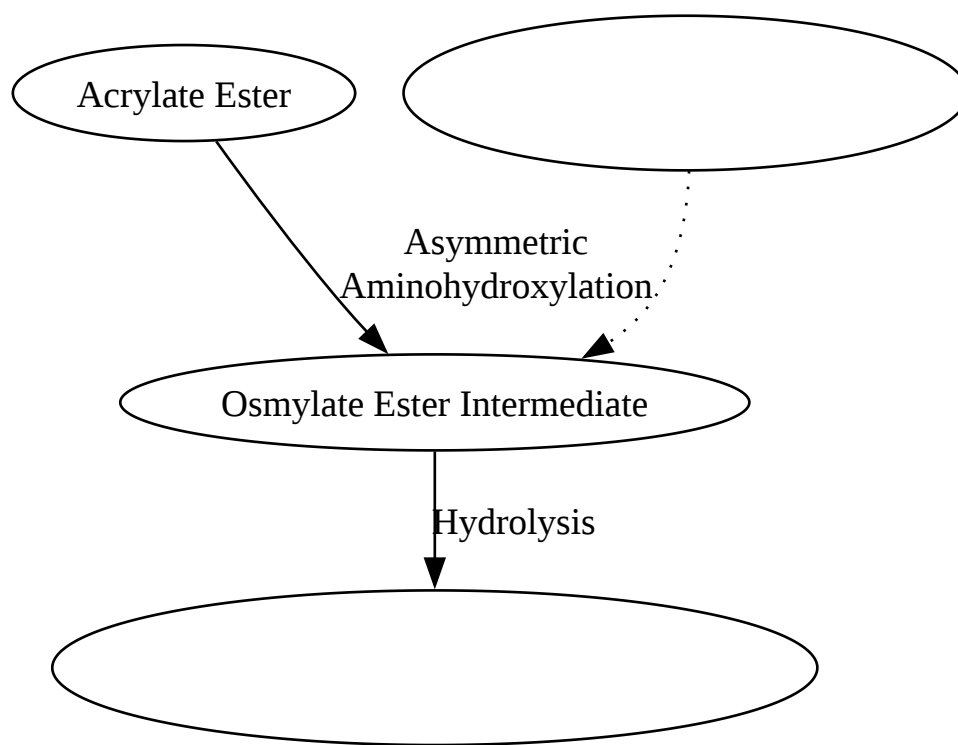 Acrylate Ester
Asymmetric
Aminohydroxylation
Osmylate Ester Intermediate
Hydrolysis